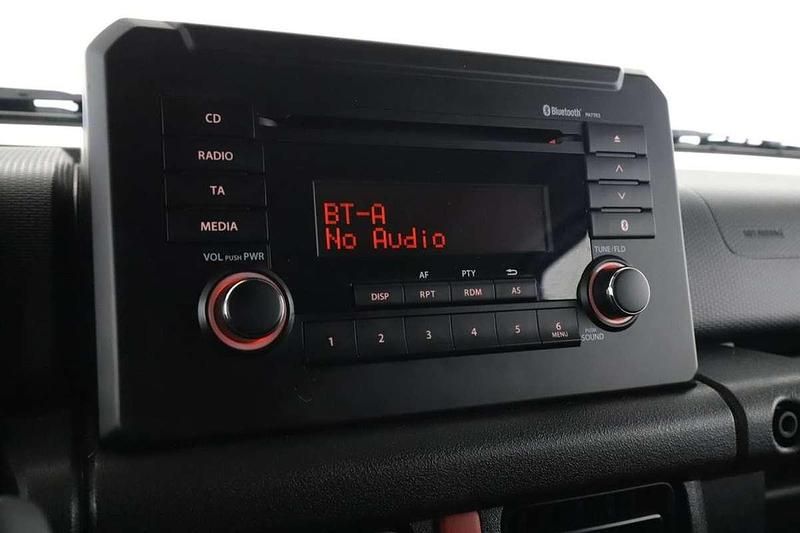 CD
Bluetooth
RADIO
TA
MEDIA
BT-A
No Audio
VOL PUSH PWR
TUNE/FLD
AF PTY
DISP RPT RDM AS
1 2 3 4 5 6
MENU
PUSH
SOUND